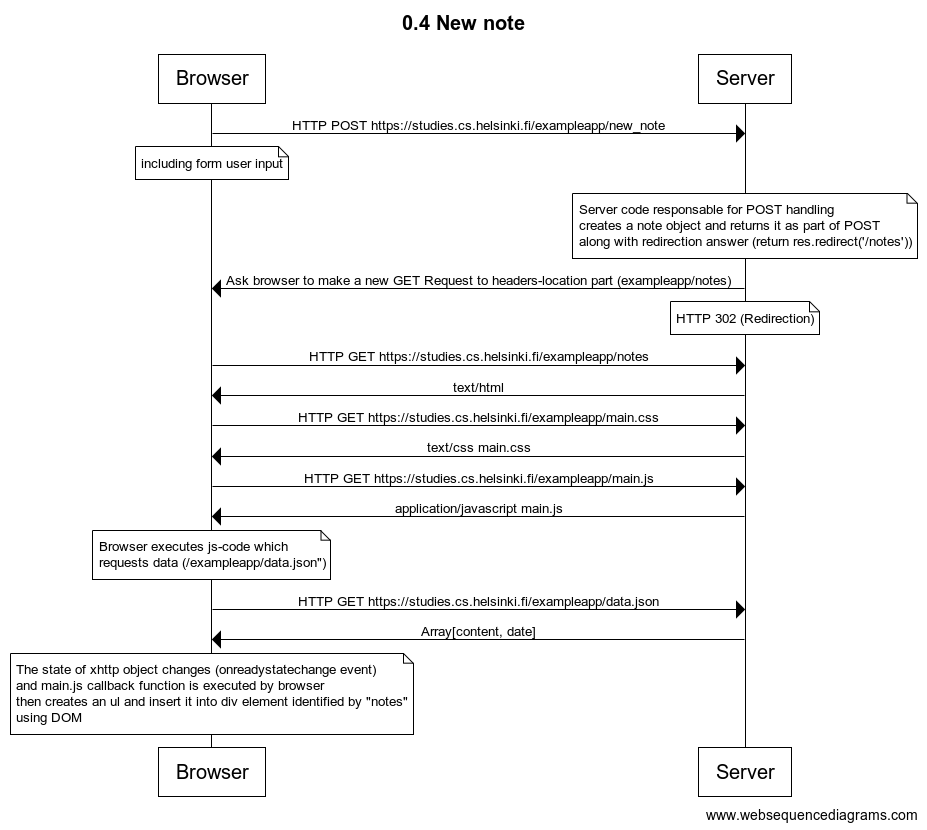 0.4 New note
Browser
Server
HTTP POST https://studies.cs.helsinki.fi/exampleapp/new_note
including form user input
Server code responsable for POST handling
creates a note object and returns it as part of POST
along with redirection answer (return res.redirect('/notes'))
Ask browser to make a new GET Request to headers-location part (exampleapp/notes)
HTTP 302 (Redirection)
HTTP GET https://studies.cs.helsinki.fi/exampleapp/notes
text/html
HTTP GET https://studies.cs.helsinki.fi/exampleapp/main.css
text/css main.css
HTTP GET https://studies.cs.helsinki.fi/exampleapp/main.js
application/javascript main.js
Browser executes js-code which
requests data (/exampleapp/data.json")
HTTP GET https://studies.cs.helsinki.fi/exampleapp/data.json
Array[content, date]
The state of xhttp object changes (onreadystatechange event)
and main.js callback function is executed by browser
then creates an ul and insert it into div element identified by "notes"
using DOM
Browser
Server
www.websequencediagrams.com